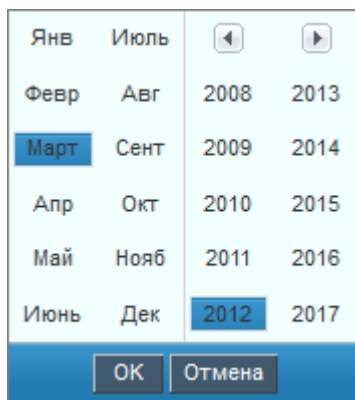 Янв Июль
Февр Авг 2008 2013
Март Сент 2009 2014
Апр Окт 2010 2015
Май Нояб 2011 2016
Июнь Дек 2012 2017
OK Отмена